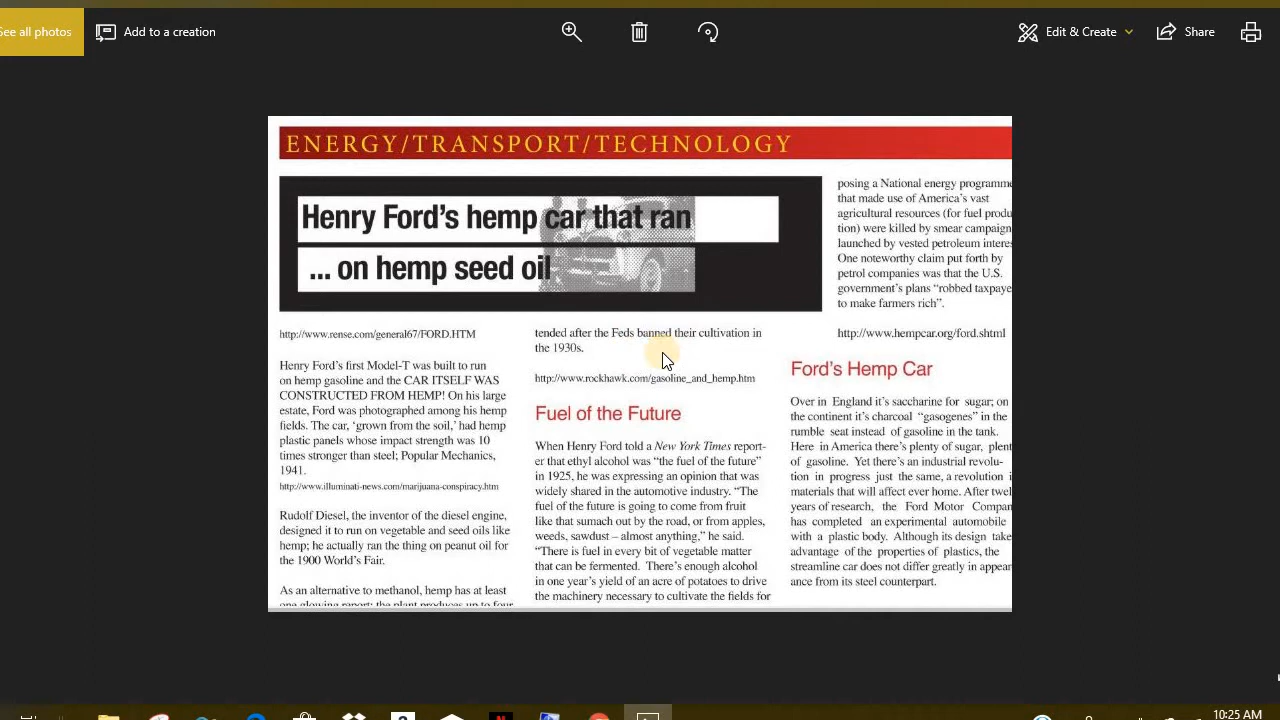 See all photos
Add to a creation
Edit & Create
Share
ENERGY/TRANSPORT/TECHNOLOGY
Henry Ford's hemp car that ran
... on hemp seed oil
http://www.rense.com/general67/FORD.HTM
Henry Ford's first Model-T was built to run
on hemp gasoline and the CAR ITSELF WAS
CONSTRUCTED FROM HEMP! On his large
estate, Ford was photographed among his hemp
fields. The car, 'grown from the soil,' had hemp
plastic panels whose impact strength was 10
times stronger than steel; Popular Mechanics,
1941.
http://www.illuminati-news.com/marijuana-conspiracy.htm
Rudolf Diesel, the inventor of the diesel engine,
designed it to run on vegetable and seed oils like
hemp; he actually ran the thing on peanut oil for
the 1900 World's Fair.
As an alternative to methanol, hemp has at least
one glowing report: the plant produces up to four
tended after the Feds banned their cultivation in
the 1930s.
http://www.rockhawk.com/gasoline_and_hemp.htm
Fuel of the Future
When Henry Ford told a New York Times report-
er that ethyl alcohol was "the fuel of the future"
in 1925, he was expressing an opinion that was
widely shared in the automotive industry. "The
fuel of the future is going to come from fruit
like that sumach out by the road, or from apples,
weeds, sawdust – almost anything," he said.
"There is fuel in every bit of vegetable matter
that can be fermented. There's enough alcohol
in one year's yield of an acre of potatoes to drive
the machinery necessary to cultivate the fields for
posing a National energy programme
that made use of America's vast
agricultural resources (for fuel produ
tion) were killed by smear campaign
launched by vested petroleum interes
One noteworthy claim put forth by
petrol companies was that the U.S.
government's plans "robbed taxpaye
to make farmers rich".
http://www.hempcar.org/ford.shtml
Ford's Hemp Car
Over in England it's saccharine for sugar; on
the continent it's charcoal "gasogenes" in the
rumble seat instead of gasoline in the tank.
Here in America there's plenty of sugar, plent
of gasoline. Yet there's an industrial revolu-
tion in progress just the same, a revolution i
materials that will affect ever home. After twel
years of research, the Ford Motor Compan
has completed an experimental automobile
with a plastic body. Although its design take
advantage of the properties of plastics, the
streamline car does not differ greatly in appear
ance from its steel counterpart.
10:25 AM